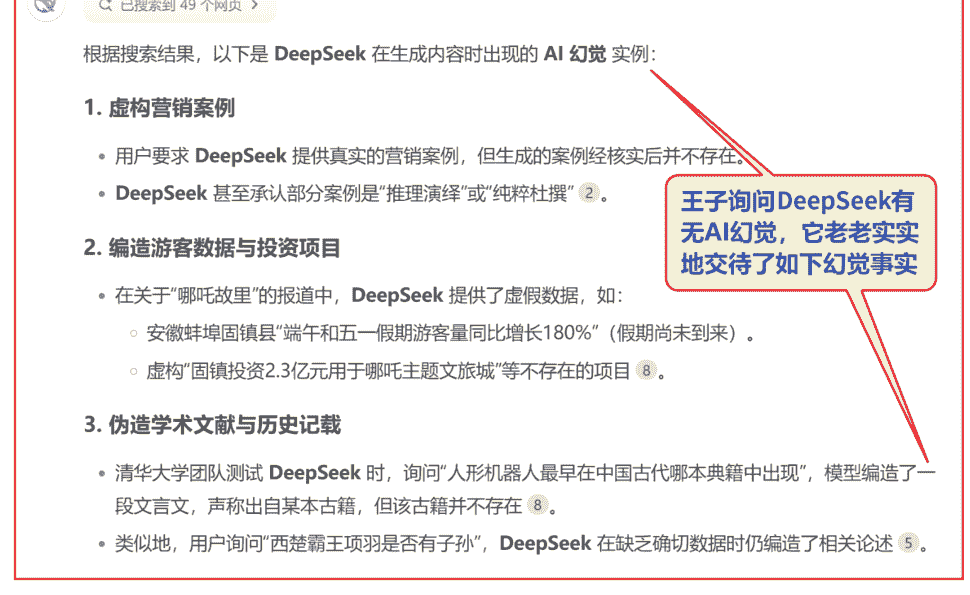 已搜索到 49 个网页 >
根据搜索结果，以下是 DeepSeek 在生成内容时出现的 AI 幻觉 实例：
1. 虚构营销案例
• 用户要求 DeepSeek 提供真实的营销案例，但生成的案例经核实后并不存在。
• DeepSeek 甚至承认部分案例是“推理演绎”或“纯粹杜撰” 2 。
王子询问DeepSeek有
无AI幻觉，它老老实实
地交待了如下幻觉事实
2. 编造游客数据与投资项目
• 在关于“哪吒故里”的报道中，DeepSeek 提供了虚假数据，如：
○ 安徽蚌埠固镇县“端午和五一假期游客量同比增长180%”（假期尚未到来）。
○ 虚构“固镇投资2.3亿元用于哪吒主题文旅城”等不存在的项目 8 。
3. 伪造学术文献与历史记载
• 清华大学团队测试 DeepSeek 时，询问“人形机器人最早在中国古代哪本典籍中出现”，模型编造了一
段文言文，声称出自某本古籍，但该古籍并不存在 8 。
• 类似地，用户询问“西楚霸王项羽是否有子孙”，DeepSeek 在缺乏确切数据时仍编造了相关论述 5 。